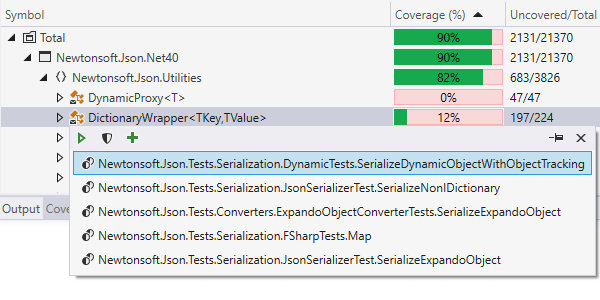 Symbol Coverage (%) Uncovered/Total
Total 90% 2131/21370
Newtonsoft.Json.Net40 90% 2131/21370
Newtonsoft.Json.Utilities 82% 683/3826
DynamicProxy<T> 0% 47/47
DictionaryWrapper<TKey,TValue> 12% 197/224
Newtonsoft.Json.Tests.Serialization.DynamicTests.SerializeDynamicObjectWithObjectTracking
Newtonsoft.Json.Tests.Serialization.JsonSerializerTest.SerializeNonIDictionary
Newtonsoft.Json.Tests.Converters.ExpandoObjectConverterTests.SerializeExpandoObject
Output Cove
Newtonsoft.Json.Tests.Serialization.FSharpTests.Map
Newtonsoft.Json.Tests.Serialization.JsonSerializerTest.SerializeExpandoObject